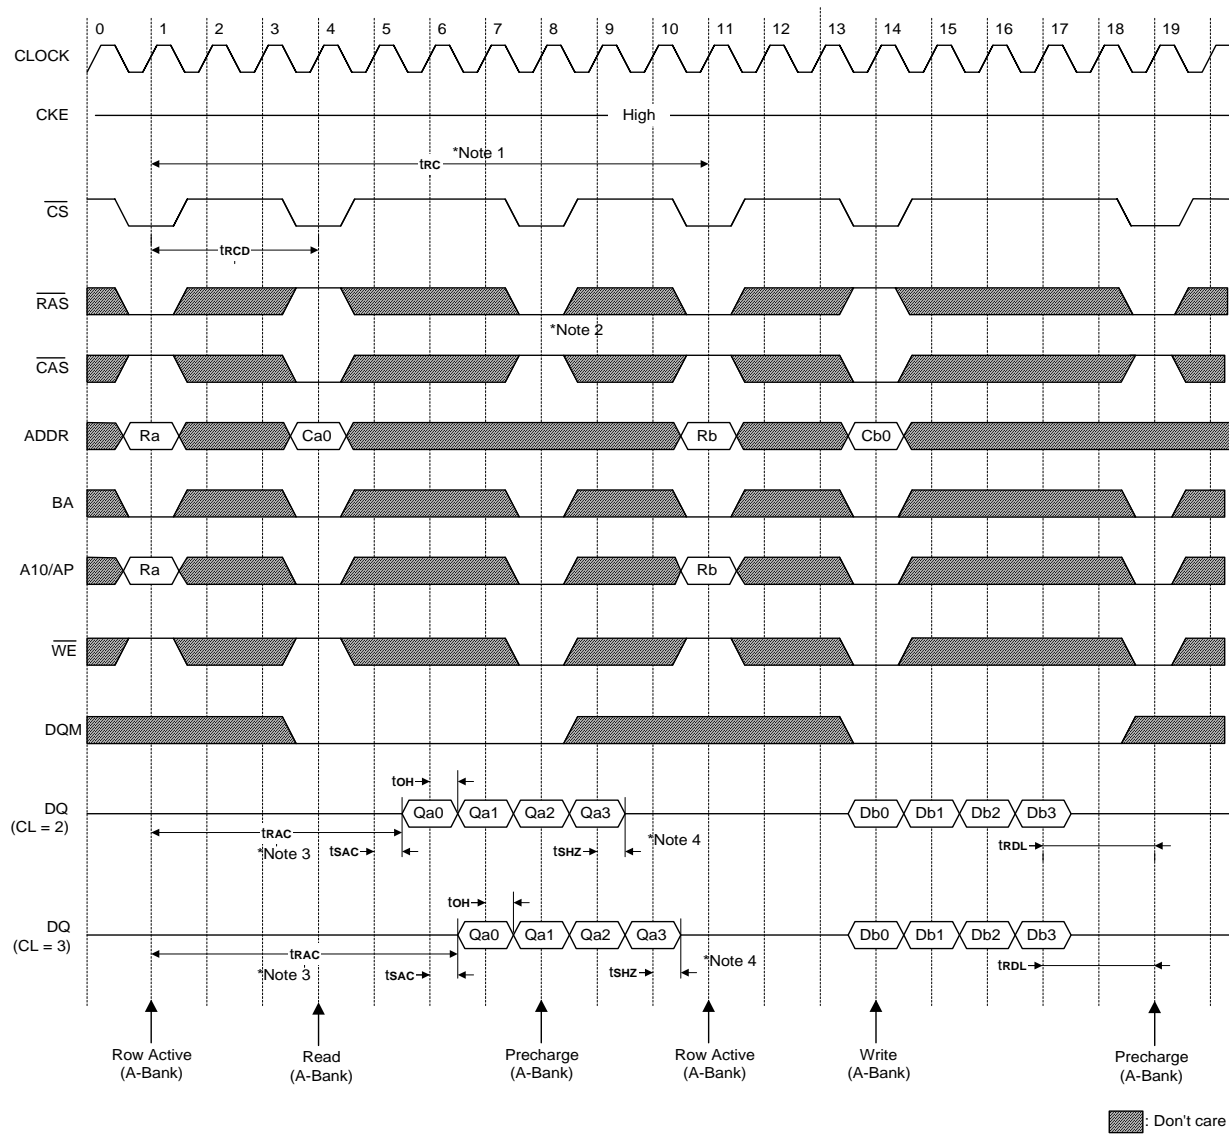 0 1 2 3 4 5 6 7 8 9 10 11 12 13 14 15 16 17 18 19
CLOCK
CKE High
*Note 1
tRC
CS
tRCD
RAS
*Note 2
CAS
ADDR Ra Ca0 Rb Cb0
BA
A10/AP Ra Rb
WE
DQM
tOH
DQ
(CL = 2)
Qa0 Qa1 Qa2 Qa3 Db0 Db1 Db2 Db3
tRAC
*Note 3
tSAC
tSHZ
*Note 4
tRDL
tOH
DQ
(CL = 3)
Qa0 Qa1 Qa2 Qa3 Db0 Db1 Db2 Db3
tRAC
*Note 3
tSAC
tSHZ
*Note 4
tRDL
Row Active
(A-Bank)
Read
(A-Bank)
Precharge
(A-Bank)
Row Active
(A-Bank)
Write
(A-Bank)
Precharge
(A-Bank)
: Don't care